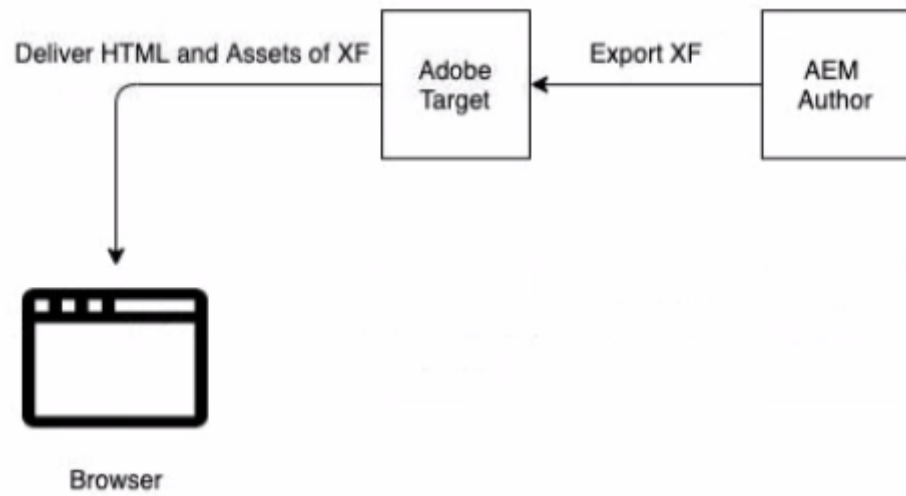 Deliver HTML and Assets of XF
Adobe
Target
Export XF
AEM
Author
Browser